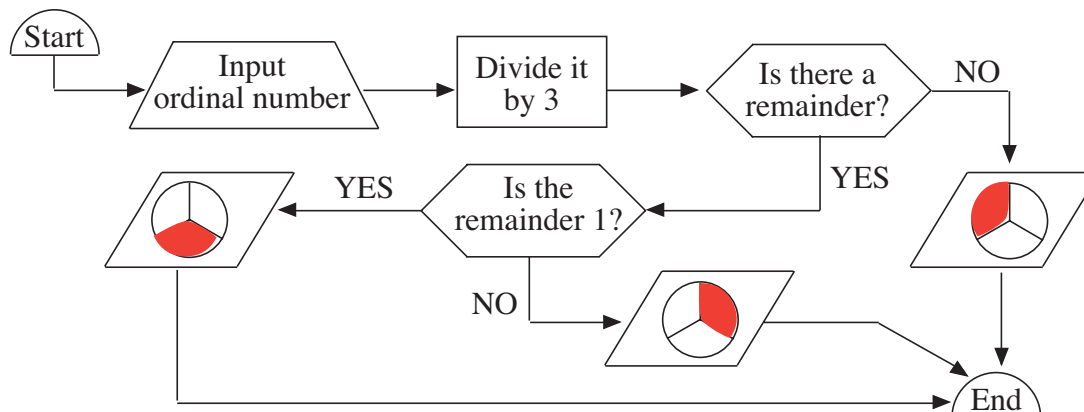 Start
Input
ordinal number
Divide it
by 3
Is there a
remainder?
NO
YES
YES
Is the
remainder 1?
NO
End